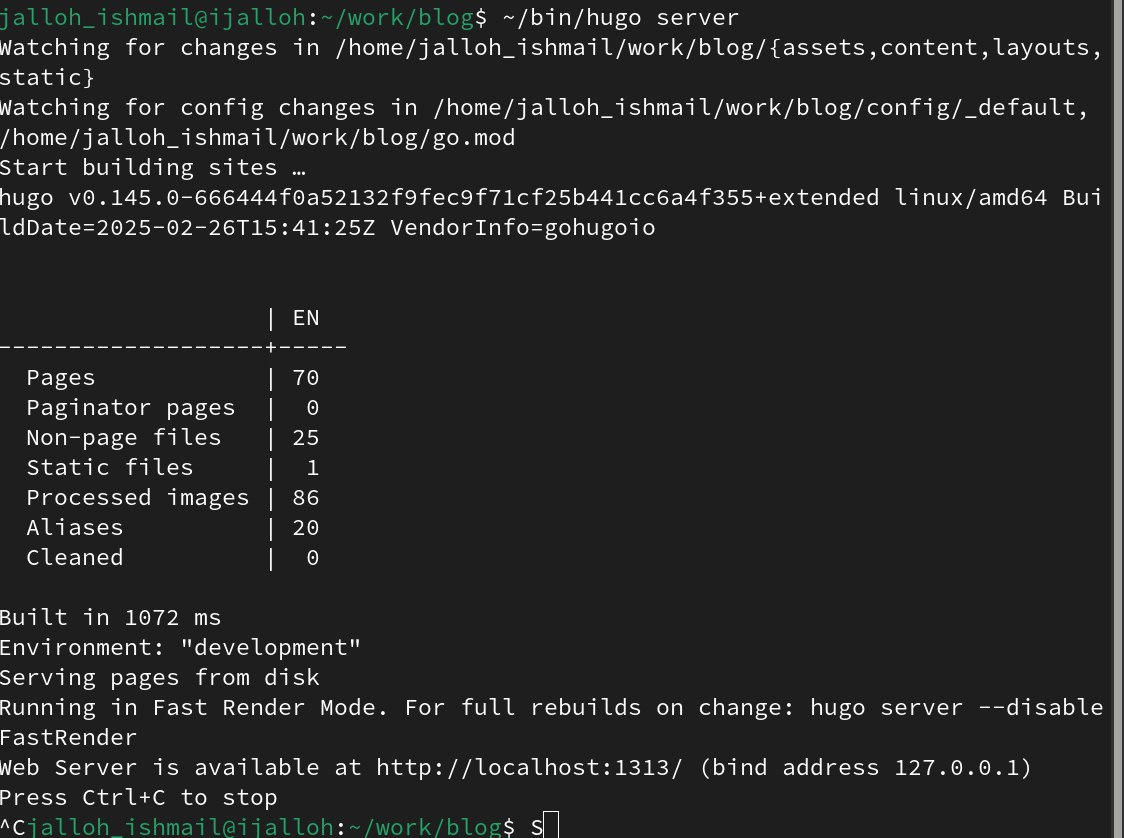 jalloh_ishmail@ijalloh:~/work/blog$ ~/bin/hugo server
Watching for changes in /home/jalloh_ishmail/work/blog/{assets,content,layouts,
static}
Watching for config changes in /home/jalloh_ishmail/work/blog/config/_default,
/home/jalloh_ishmail/work/blog/go.mod
Start building sites …
hugo v0.145.0-666444f0a52132f9fec9f71cf25b441cc6a4f355+extended linux/amd64 Bui
ldDate=2025-02-26T15:41:25Z VendorInfo=gohugoio
                   | EN
-------------------+-----
  Pages            | 70
  Paginator pages  |  0
  Non-page files   | 25
  Static files     |  1
  Processed images | 86
  Aliases          | 20
  Cleaned          |  0
Built in 1072 ms
Environment: "development"
Serving pages from disk
Running in Fast Render Mode. For full rebuilds on change: hugo server --disable
FastRender
Web Server is available at http://localhost:1313/ (bind address 127.0.0.1)
Press Ctrl+C to stop
^Cjalloh_ishmail@ijalloh:~/work/blog$ S